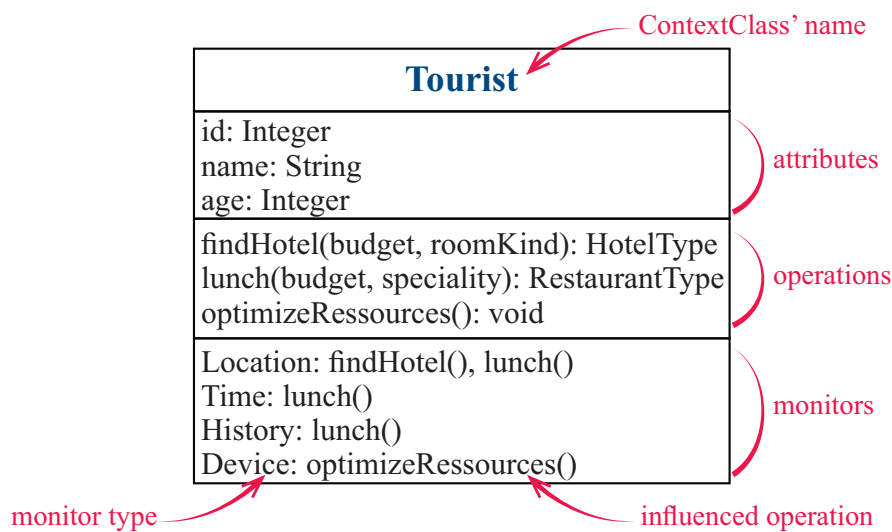 ContextClass’ name
Tourist
id: Integer
name: String
age: Integer
attributes
findHotel(budget, roomKind): HotelType
lunch(budget, speciality): RestaurantType
optimizeRessources(): void
operations
Location: findHotel(), lunch()
Time: lunch()
History: lunch()
Device: optimizeRessources()
monitors
monitor type
influenced operation